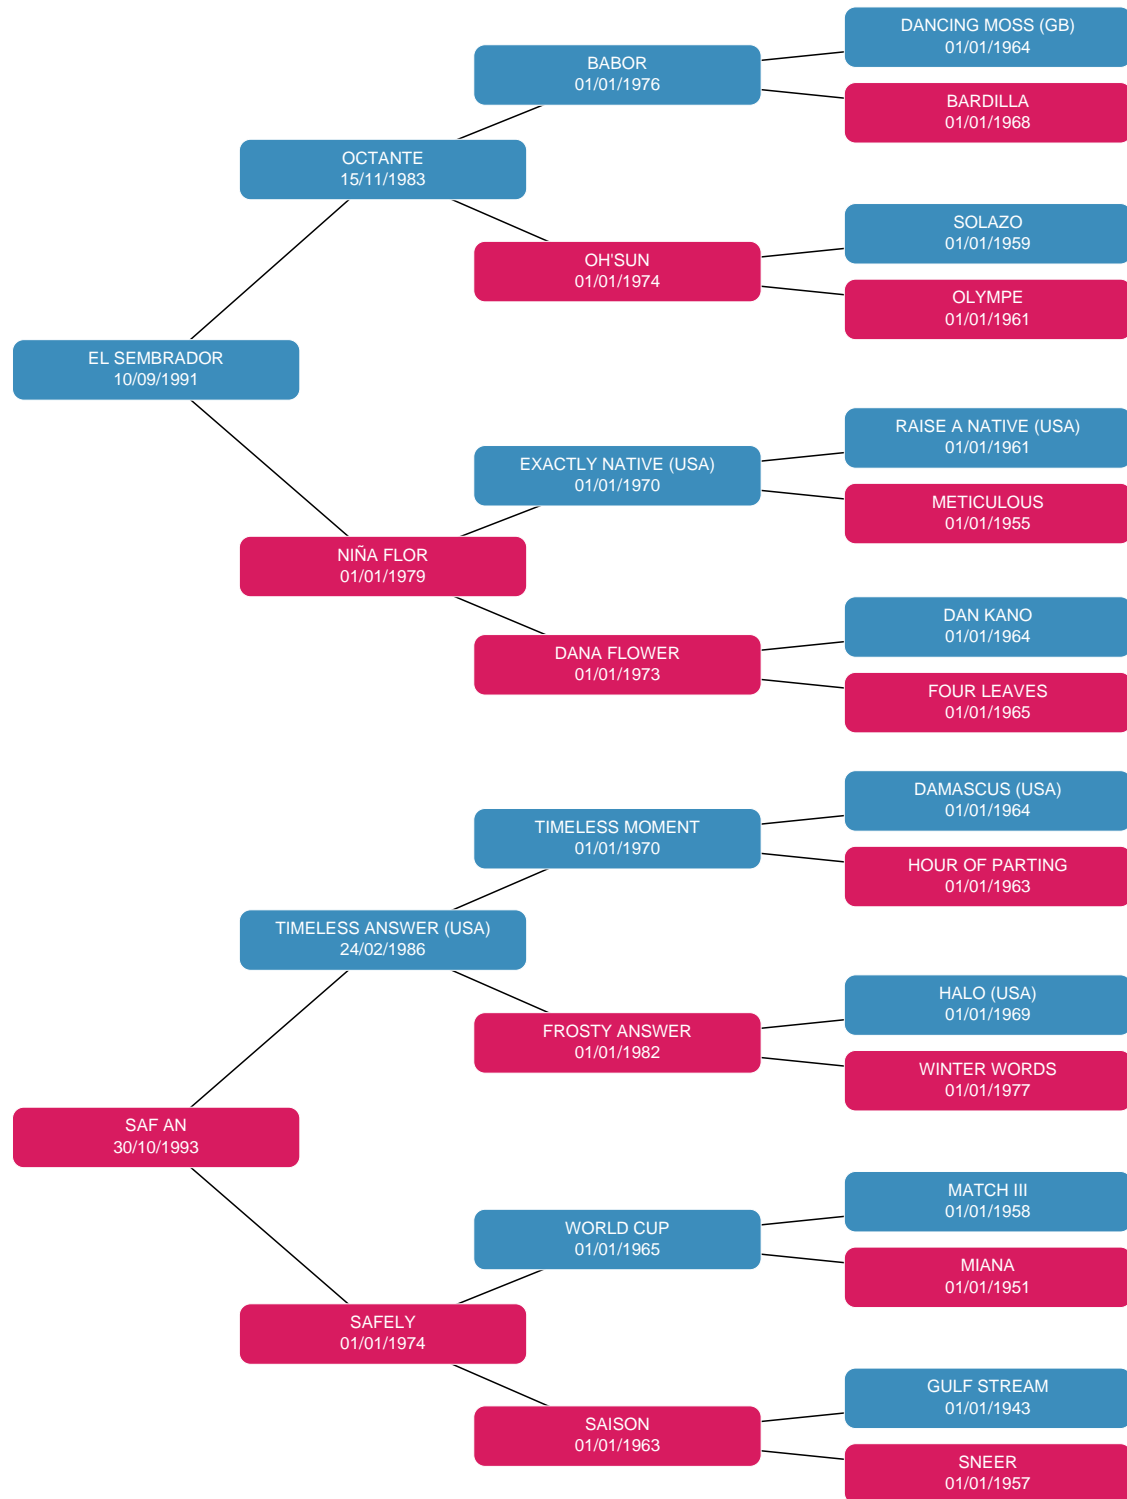 DANCING MOSS (GB)
01/01/1964
BABOR
01/01/1976
BARDILLA
01/01/1968
OCTANTE
15/11/1983
SOLAZO
01/01/1959
OH'SUN
01/01/1974
OLYMPE
01/01/1961
EL SEMBRADOR
10/09/1991
RAISE A NATIVE (USA)
01/01/1961
EXACTLY NATIVE (USA)
01/01/1970
METICULOUS
01/01/1955
NIÑA FLOR
01/01/1979
DAN KANO
01/01/1964
DANA FLOWER
01/01/1973
FOUR LEAVES
01/01/1965
DAMASCUS (USA)
01/01/1964
TIMELESS MOMENT
01/01/1970
HOUR OF PARTING
01/01/1963
TIMELESS ANSWER (USA)
24/02/1986
HALO (USA)
01/01/1969
FROSTY ANSWER
01/01/1982
WINTER WORDS
01/01/1977
SAF AN
30/10/1993
MATCH III
01/01/1958
WORLD CUP
01/01/1965
MIANA
01/01/1951
SAFELY
01/01/1974
GULF STREAM
01/01/1943
SAISON
01/01/1963
SNEER
01/01/1957